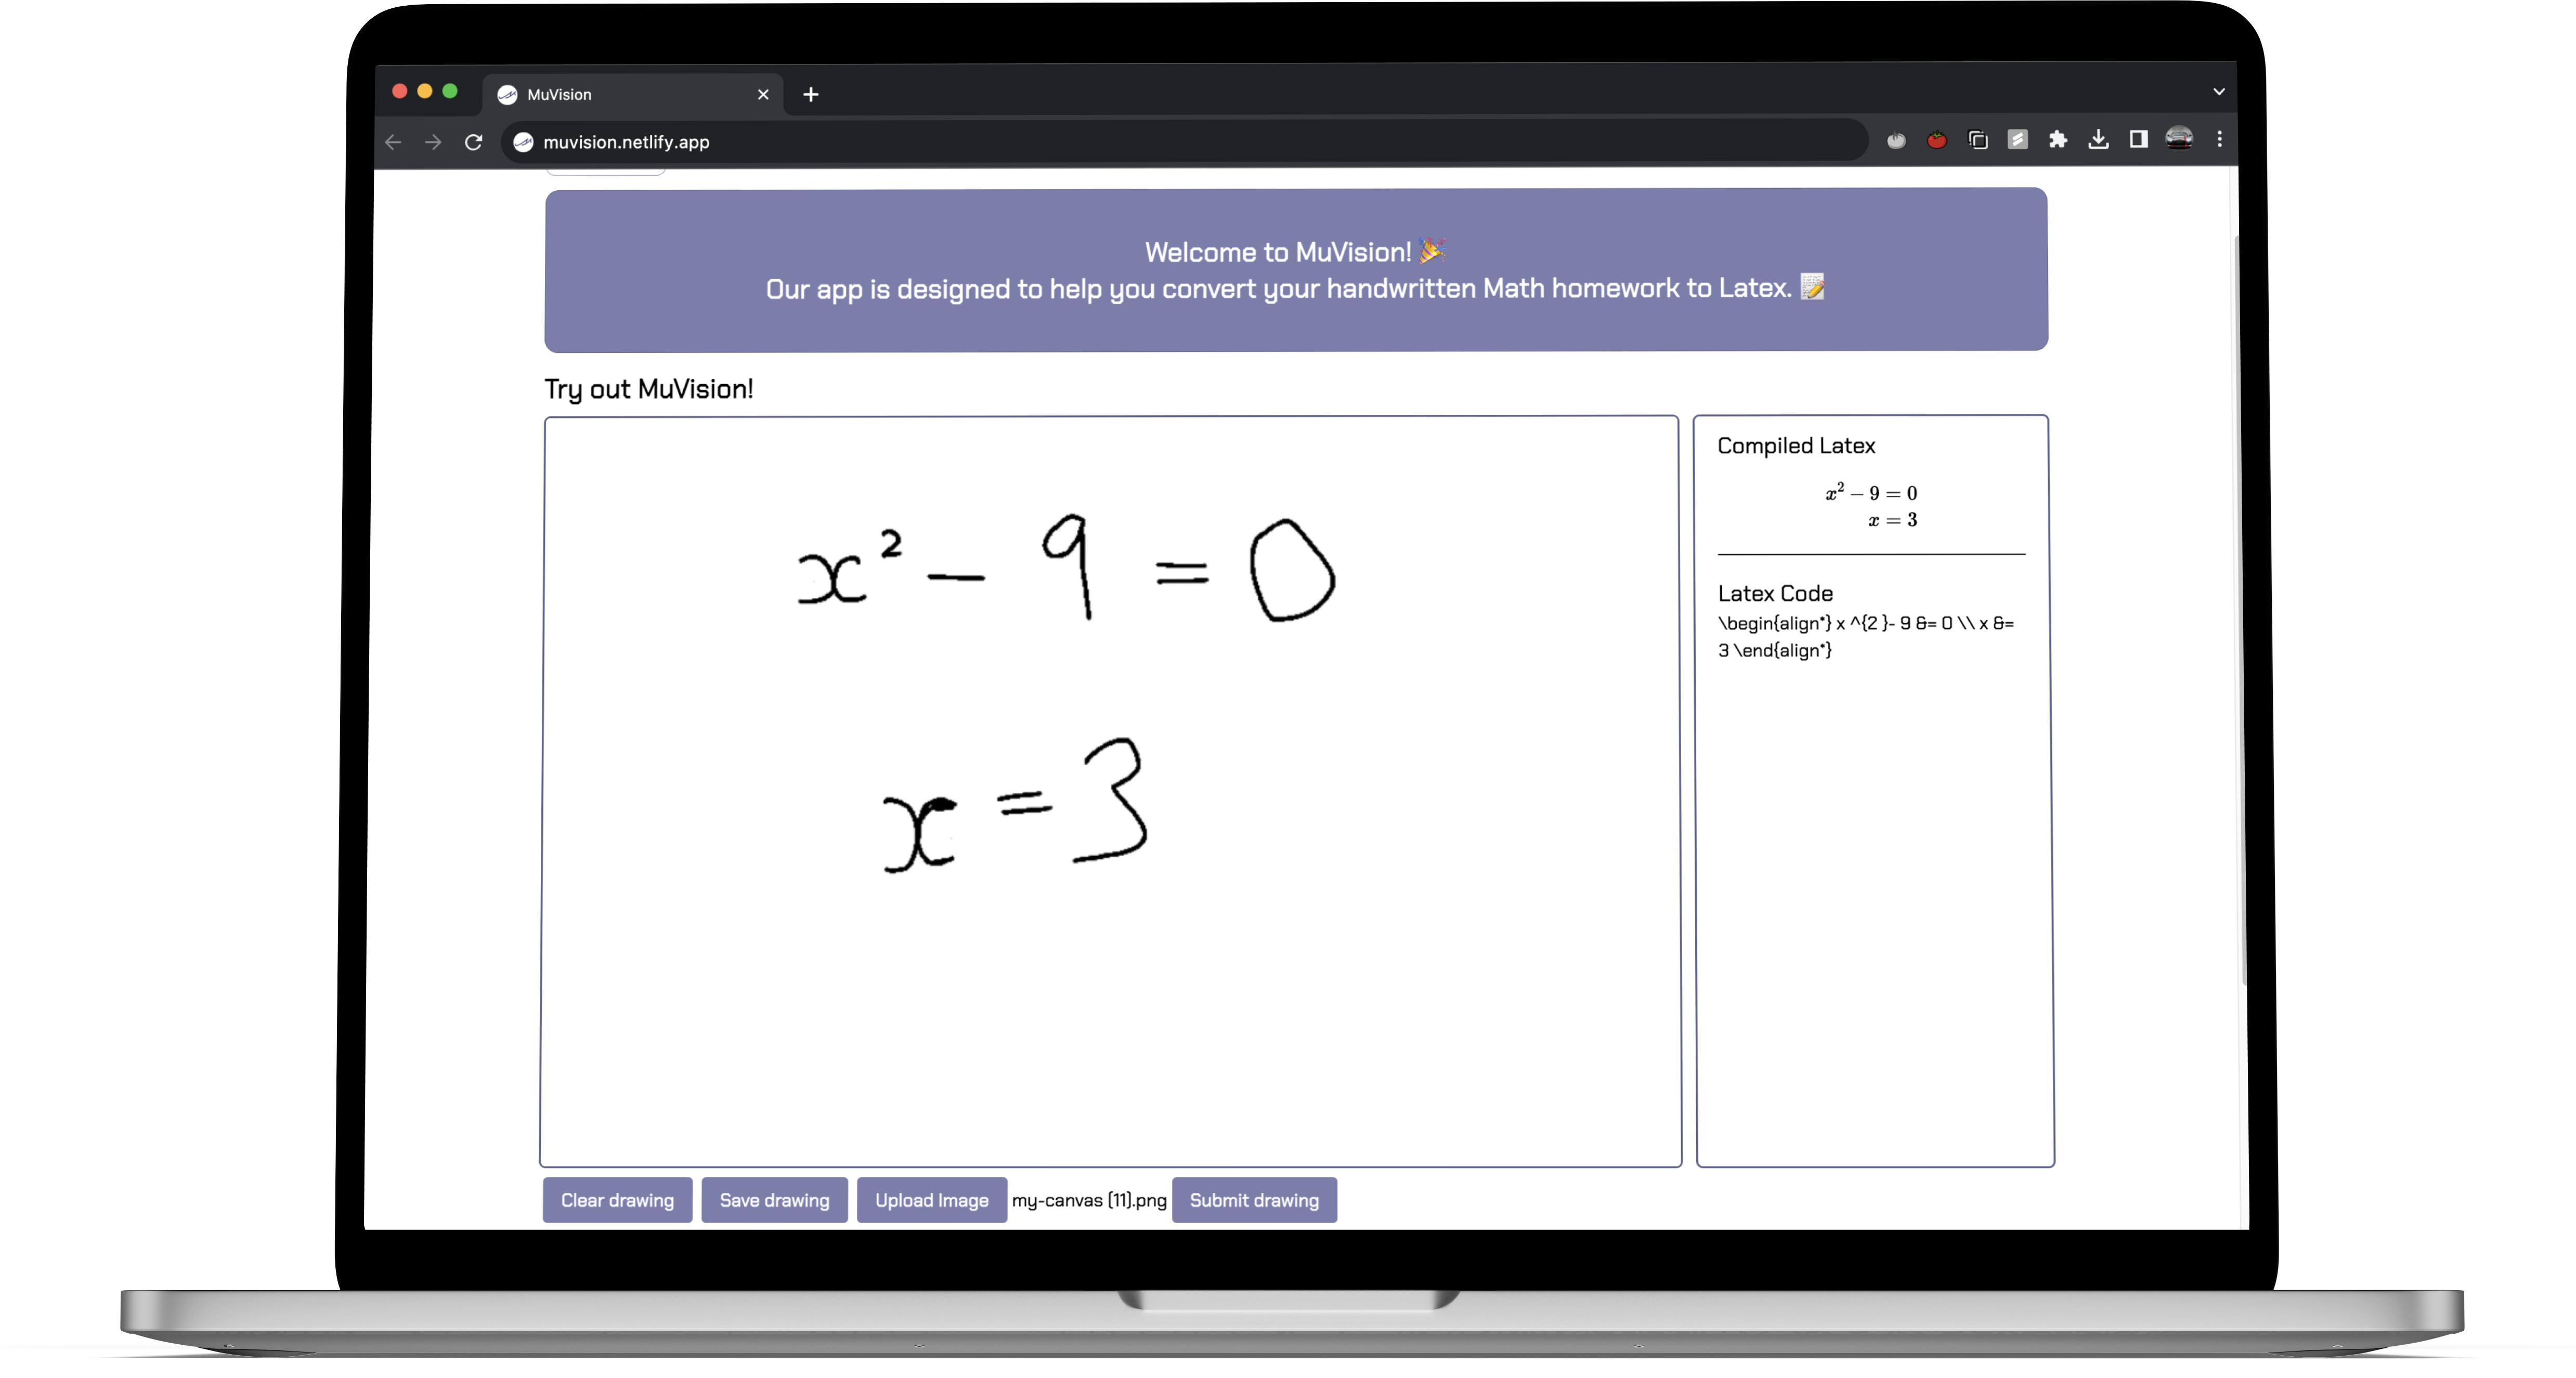 MuVision
muvision.netlify.app
Welcome to MuVision! 🎉
Our app is designed to help you convert your handwritten Math homework to Latex. 📝
Try out MuVision!
x² – 9 = 0
x = 3
Compiled Latex
x² − 9 = 0
x = 3
Latex Code
\begin{align*} x ^{2 }- 9 &= 0 \\ x &=
3 \end{align*}
Clear drawing
Save drawing
Upload Image
my-canvas (11).png
Submit drawing